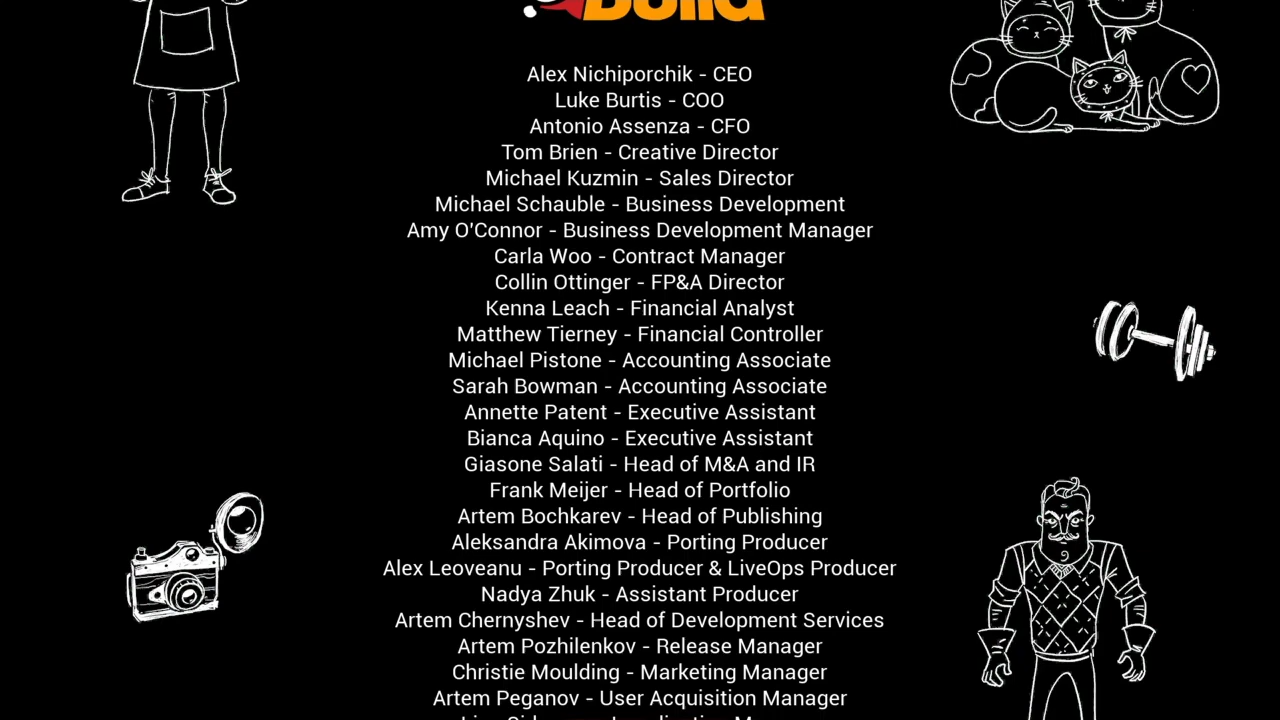 Build
Alex Nichiporchik - CEO
Luke Burtis - COO
Antonio Assenza - CFO
Tom Brien - Creative Director
Michael Kuzmin - Sales Director
Michael Schauble - Business Development
Amy O'Connor - Business Development Manager
Carla Woo - Contract Manager
Collin Ottinger - FP&A Director
Kenna Leach - Financial Analyst
Matthew Tierney - Financial Controller
Michael Pistone - Accounting Associate
Sarah Bowman - Accounting Associate
Annette Patent - Executive Assistant
Bianca Aquino - Executive Assistant
Giasone Salati - Head of M&A and IR
Frank Meijer - Head of Portfolio
Artem Bochkarev - Head of Publishing
Aleksandra Akimova - Porting Producer
Alex Leoveanu - Porting Producer & LiveOps Producer
Nadya Zhuk - Assistant Producer
Artem Chernyshev - Head of Development Services
Artem Pozhilenkov - Release Manager
Christie Moulding - Marketing Manager
Artem Peganov - User Acquisition Manager